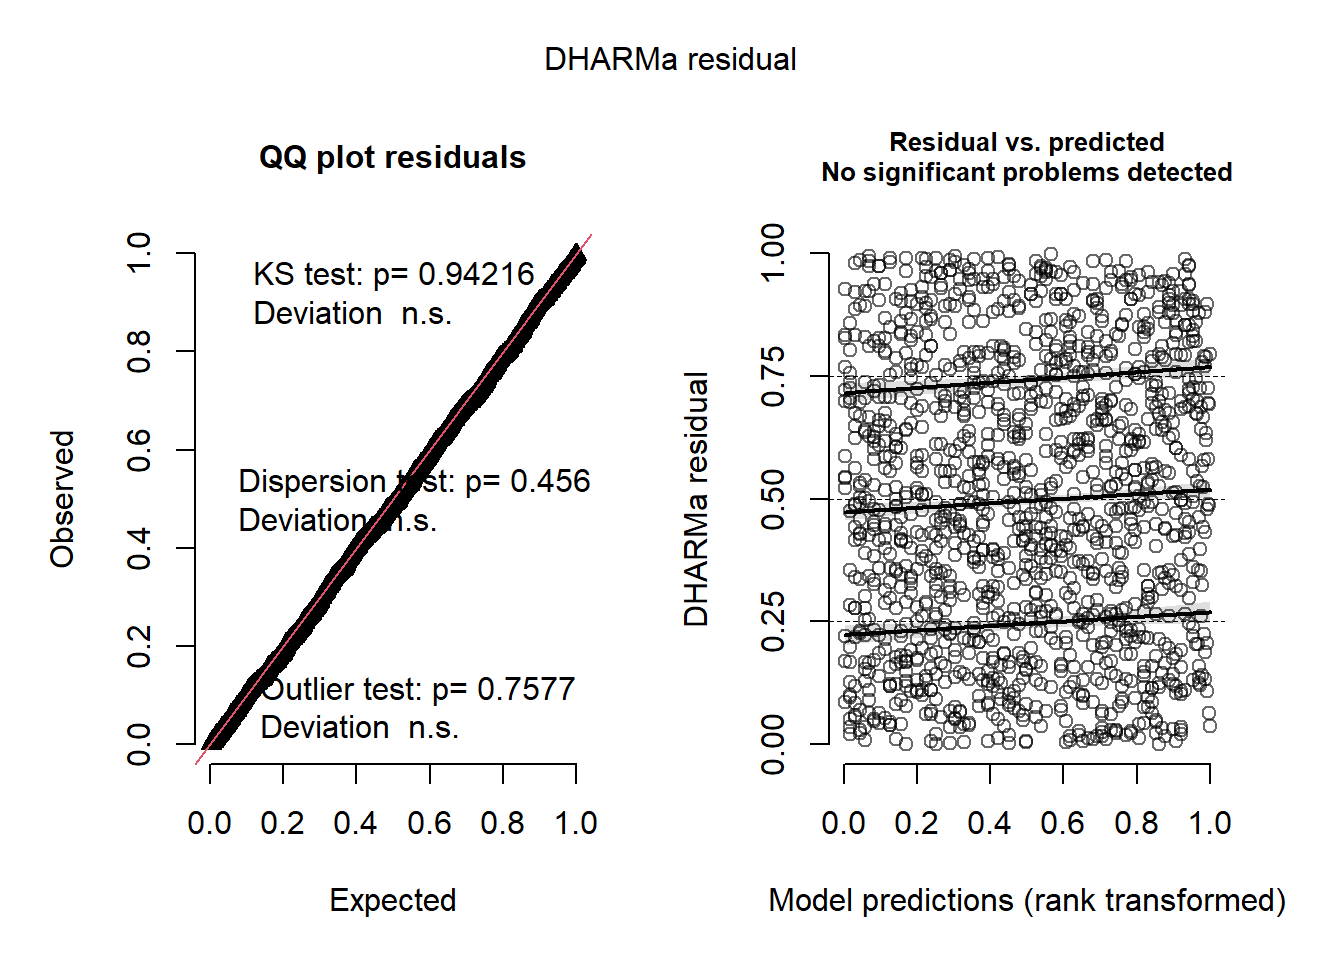 DHARMa residual
QQ plot residuals
KS test: p= 0.94216
Deviation  n.s.
Dispersion test: p= 0.456
Deviation n.s.
Outlier test: p= 0.7577
Deviation  n.s.
Observed
0.0 0.2 0.4 0.6 0.8 1.0
0.0 0.2 0.4 0.6 0.8 1.0
Expected
Residual vs. predicted
No significant problems detected
DHARMa residual
0.00 0.25 0.50 0.75 1.00
0.0 0.2 0.4 0.6 0.8 1.0
Model predictions (rank transformed)